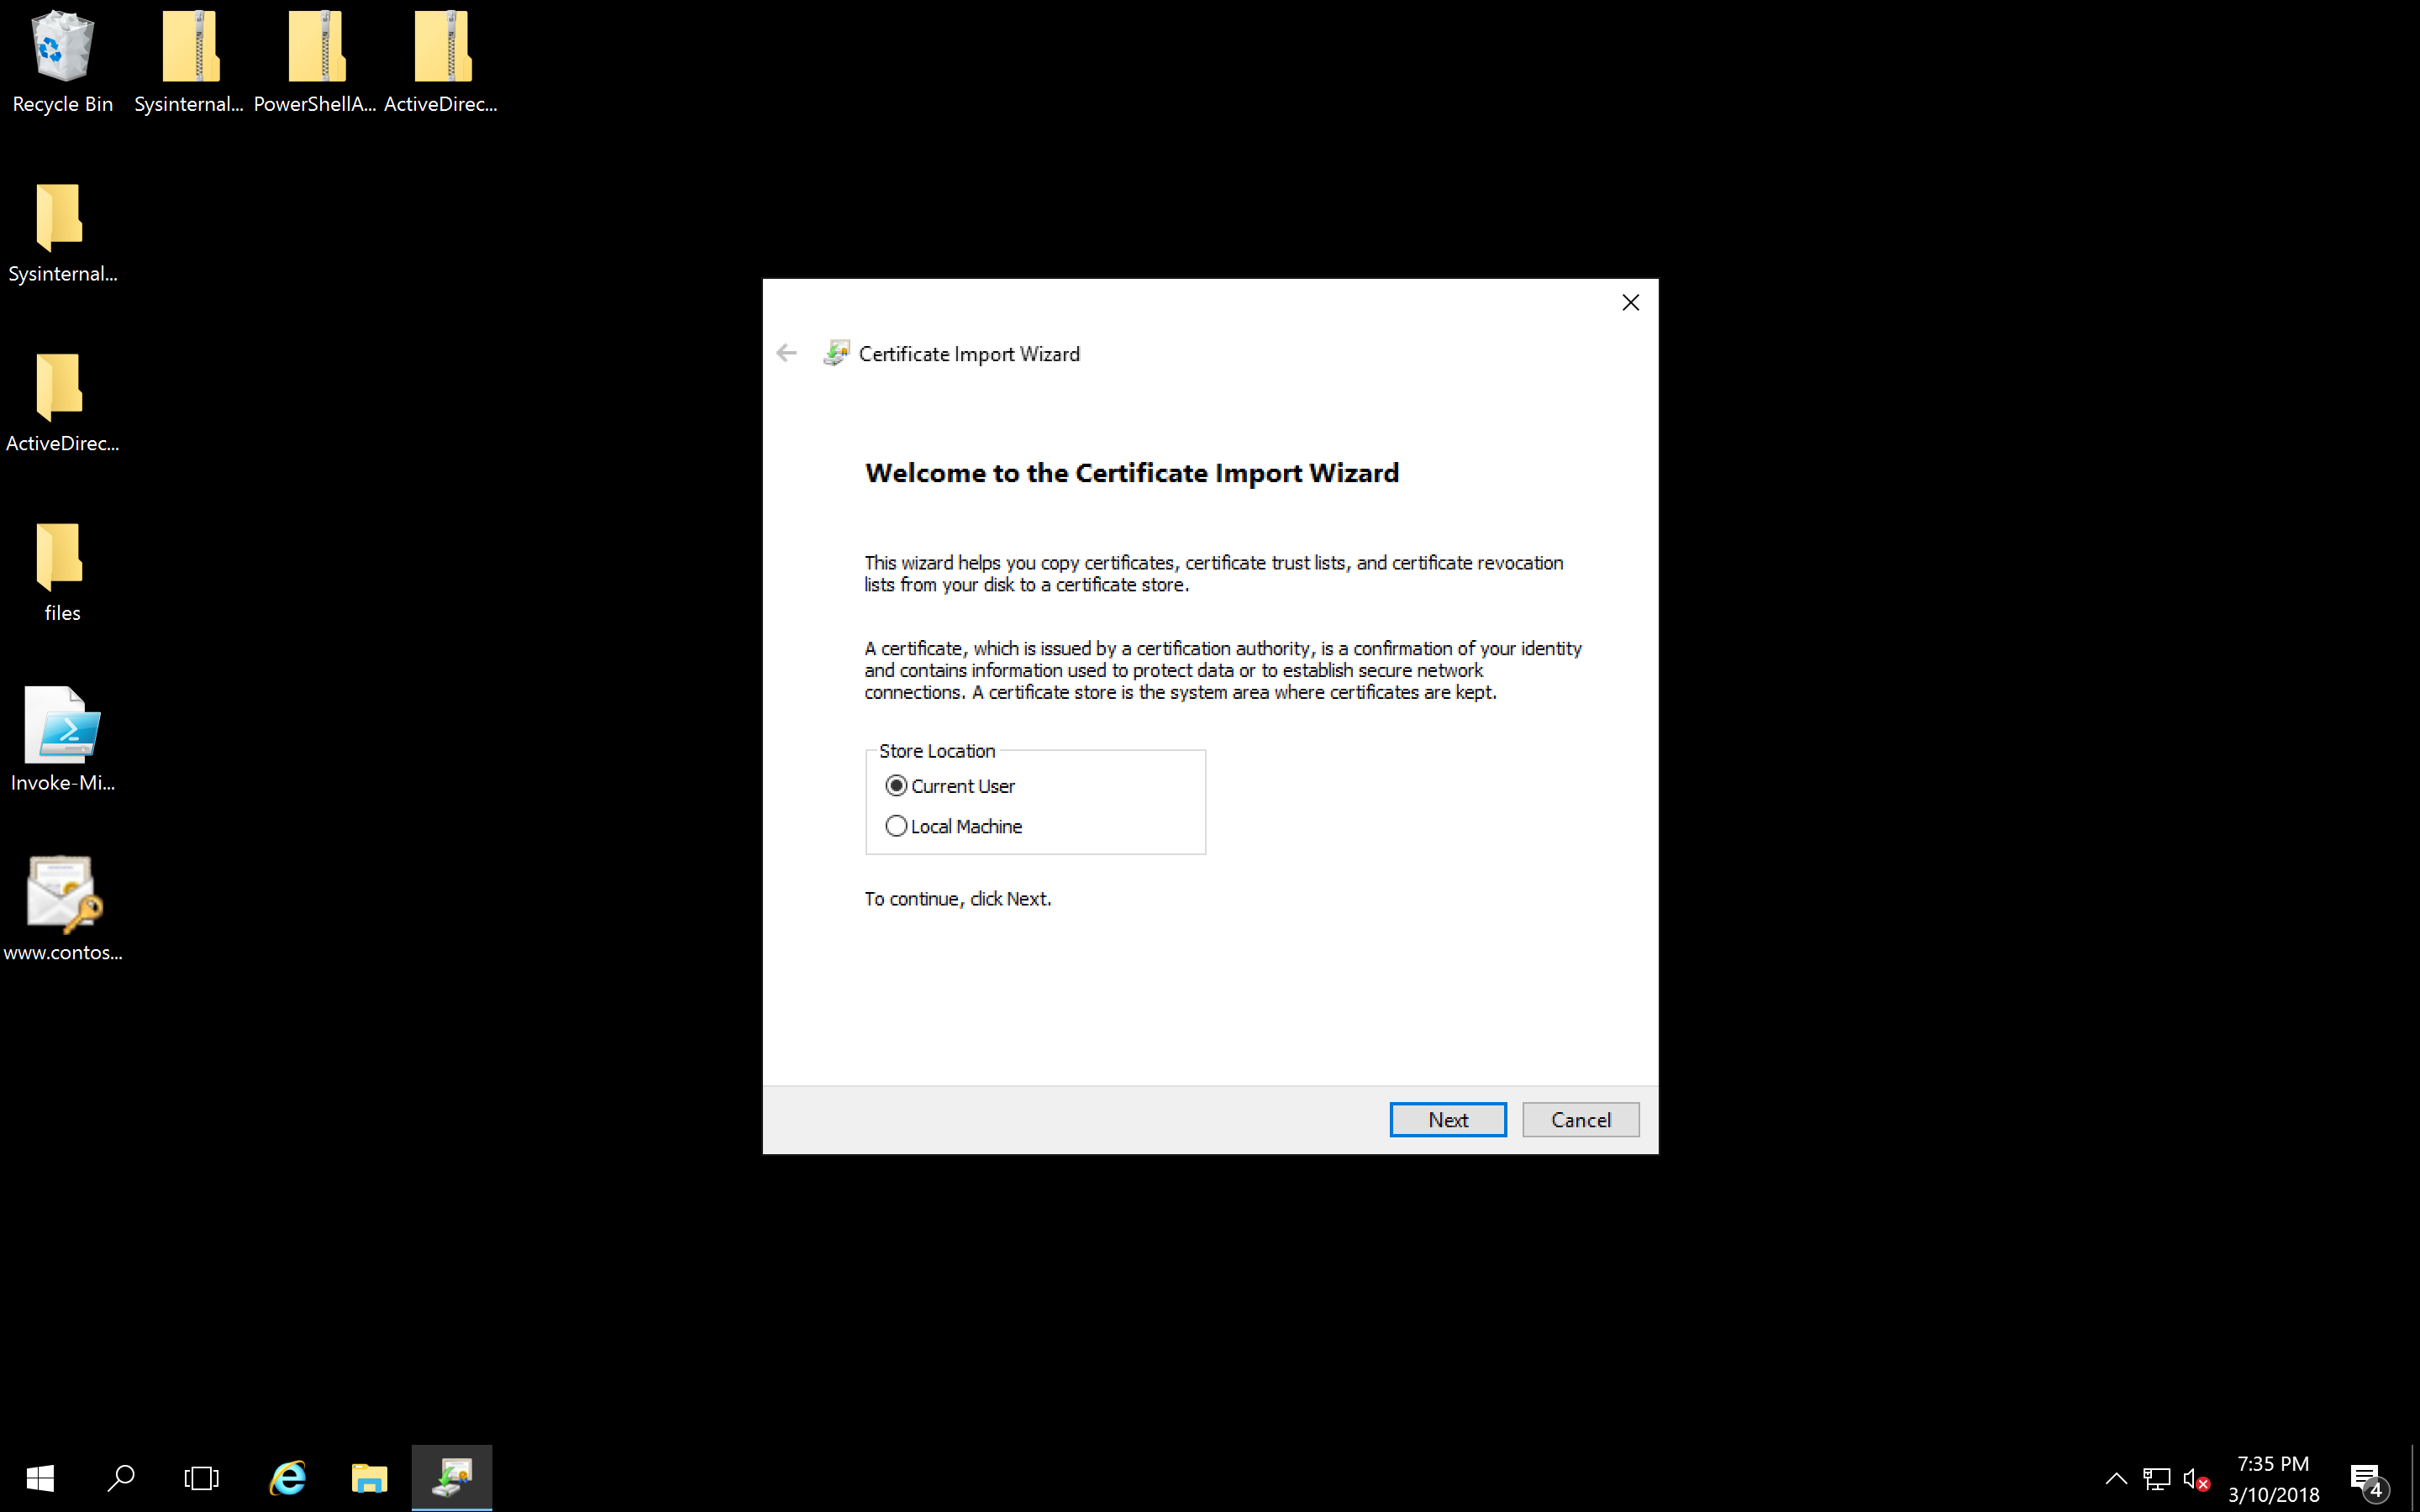 Recycle Bin
Sysinternal...
PowerShellA...
ActiveDirec...
Sysinternal...
ActiveDirec...
files
Invoke-Mi...
www.contos...
Certificate Import Wizard
Welcome to the Certificate Import Wizard
This wizard helps you copy certificates, certificate trust lists, and certificate revocation
lists from your disk to a certificate store.
A certificate, which is issued by a certification authority, is a confirmation of your identity
and contains information used to protect data or to establish secure network
connections. A certificate store is the system area where certificates are kept.
Store Location
Current User
Local Machine
To continue, click Next.
Next
Cancel
7:35 PM
3/10/2018
4